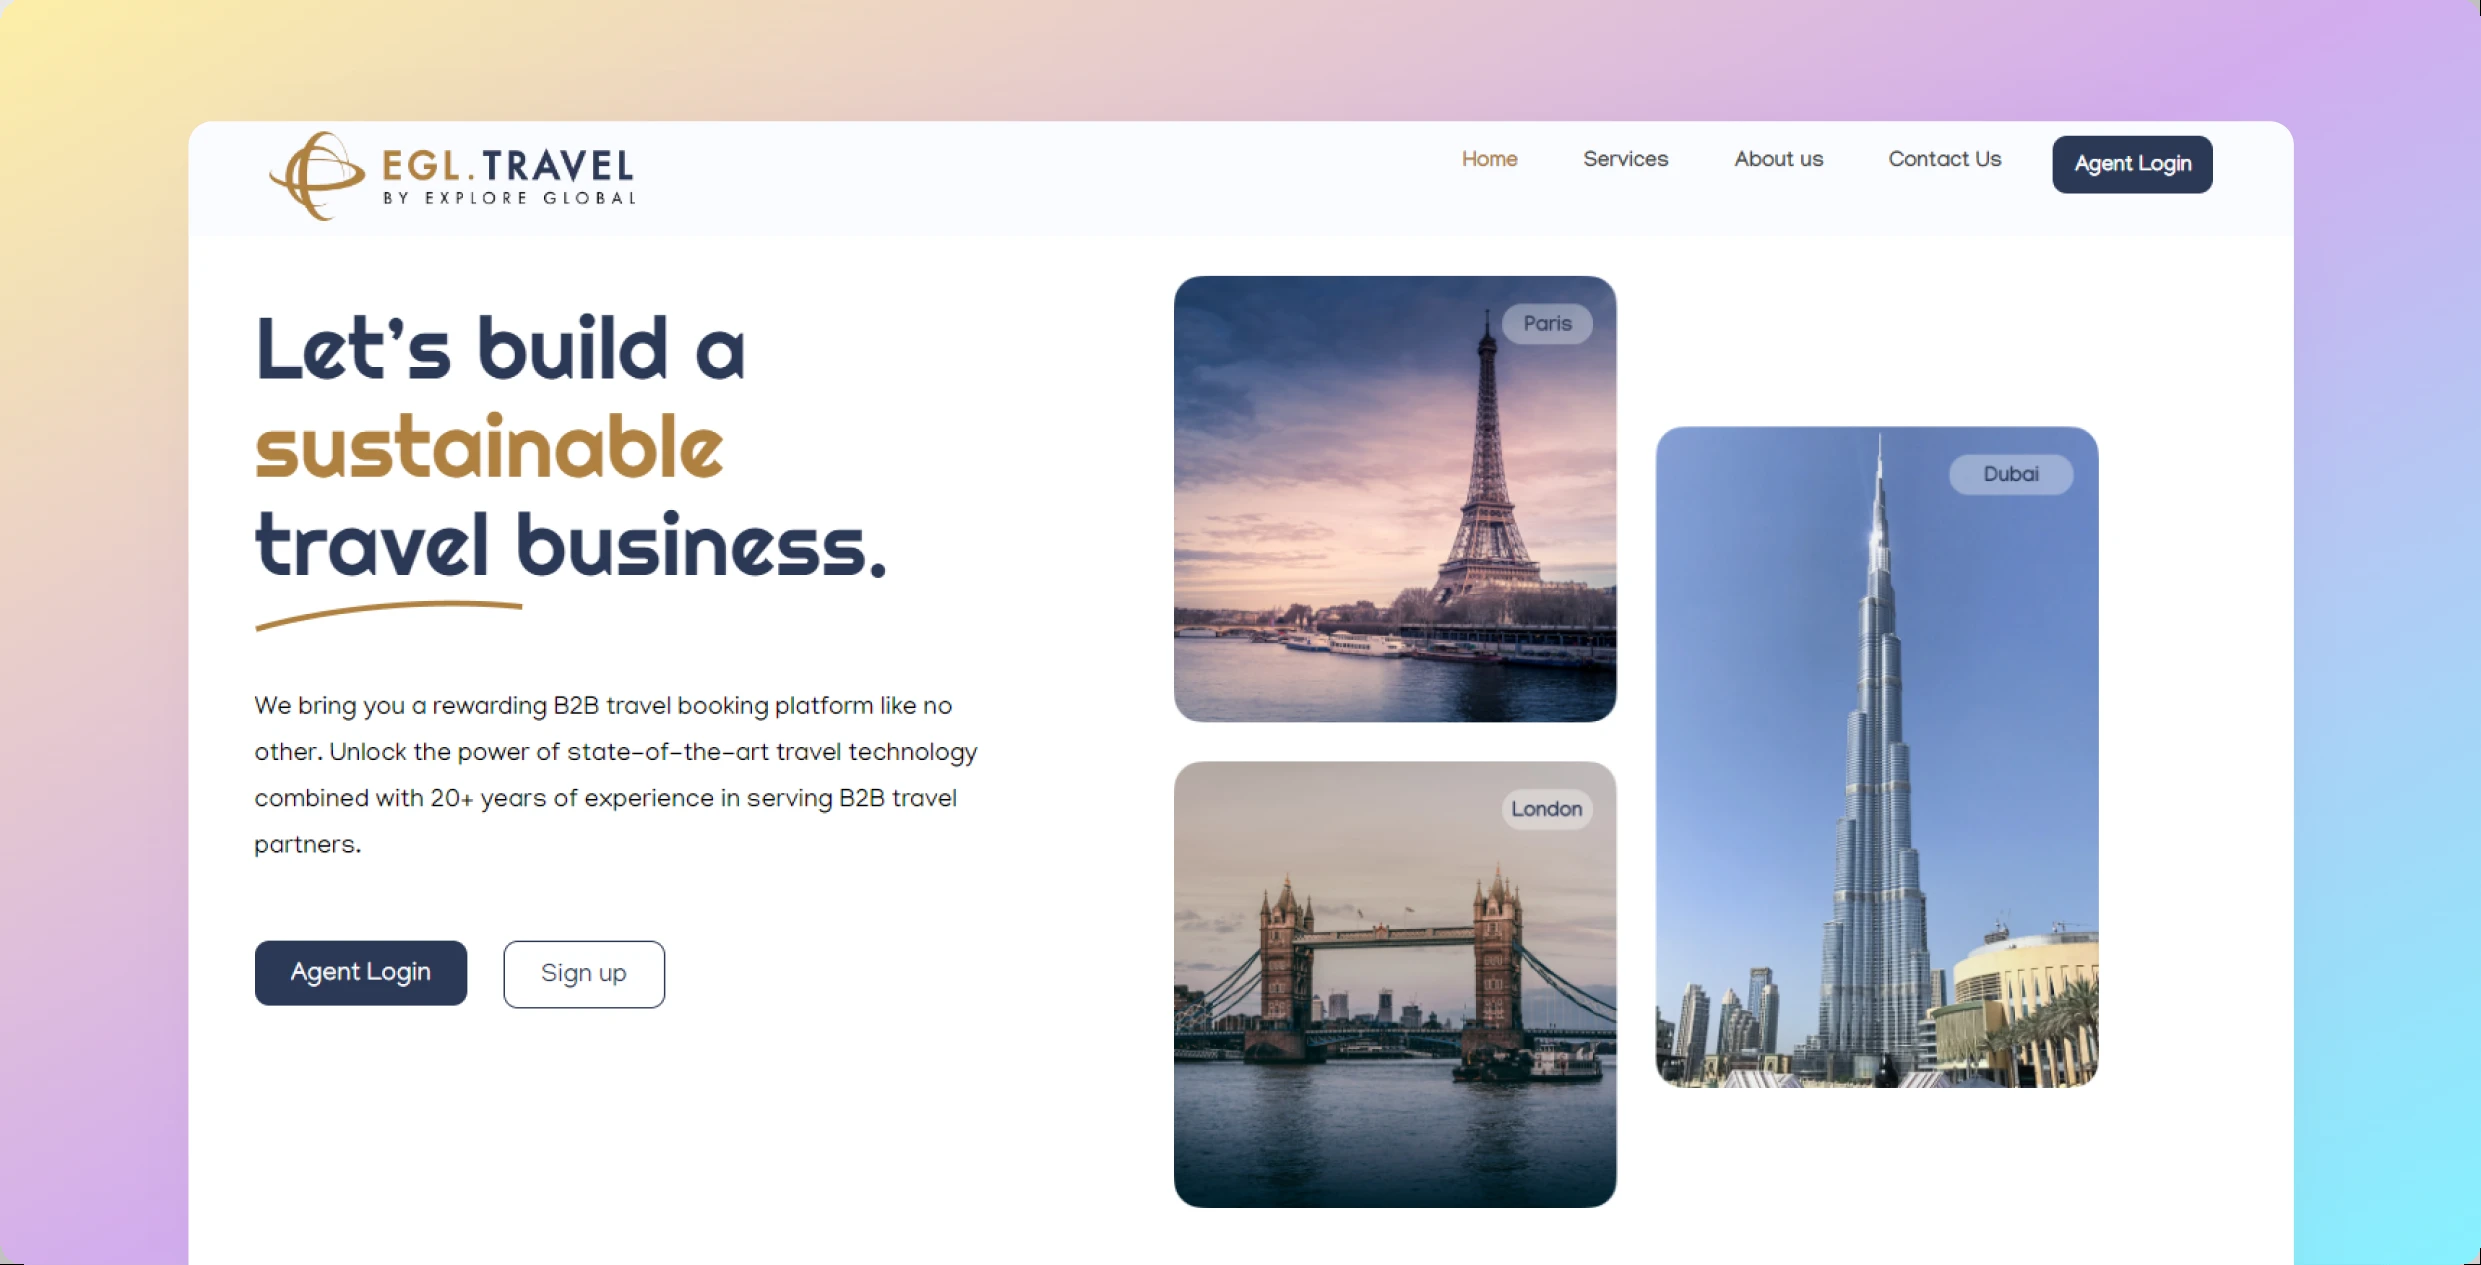 EGL.TRAVEL
BY EXPLORE GLOBAL
Home
Services
About us
Contact Us
Agent Login
Let's build a
sustainable
travel business.
We bring you a rewarding B2B travel booking platform like no
other. Unlock the power of state-of-the-art travel technology
combined with 20+ years of experience in serving B2B travel
partners.
Agent Login
Sign up
Paris
Dubai
London